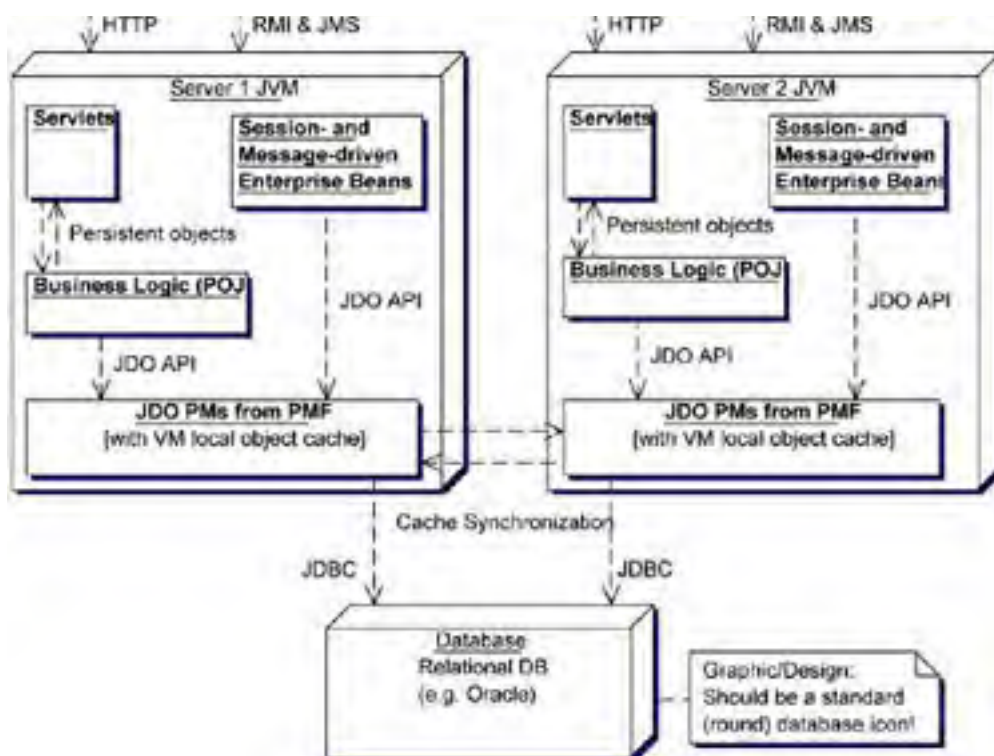 HTTP
RMI & JMS
HTTP
RMI & JMS
Server 1 JVM
Servlets
Session- and
Message-driven
Enterprise Beans
Persistent objects
Business Logic (POJ
JDO API
JDO API
JDO PMs from PMF
[with VM local object cache]
Server 2 JVM
Servlets
Session- and
Message-driven
Enterprise Bean
Persistent objects
Business Logic (POJ
JDO API
JDO API
JDO PMs from PMF
[with VM local object cache]
Cache Synchronization
JDBC
JDBC
Database
Relational DB
(e.g. Oracle)
Graphic/Design:
Should be a standard
(round) database icon!